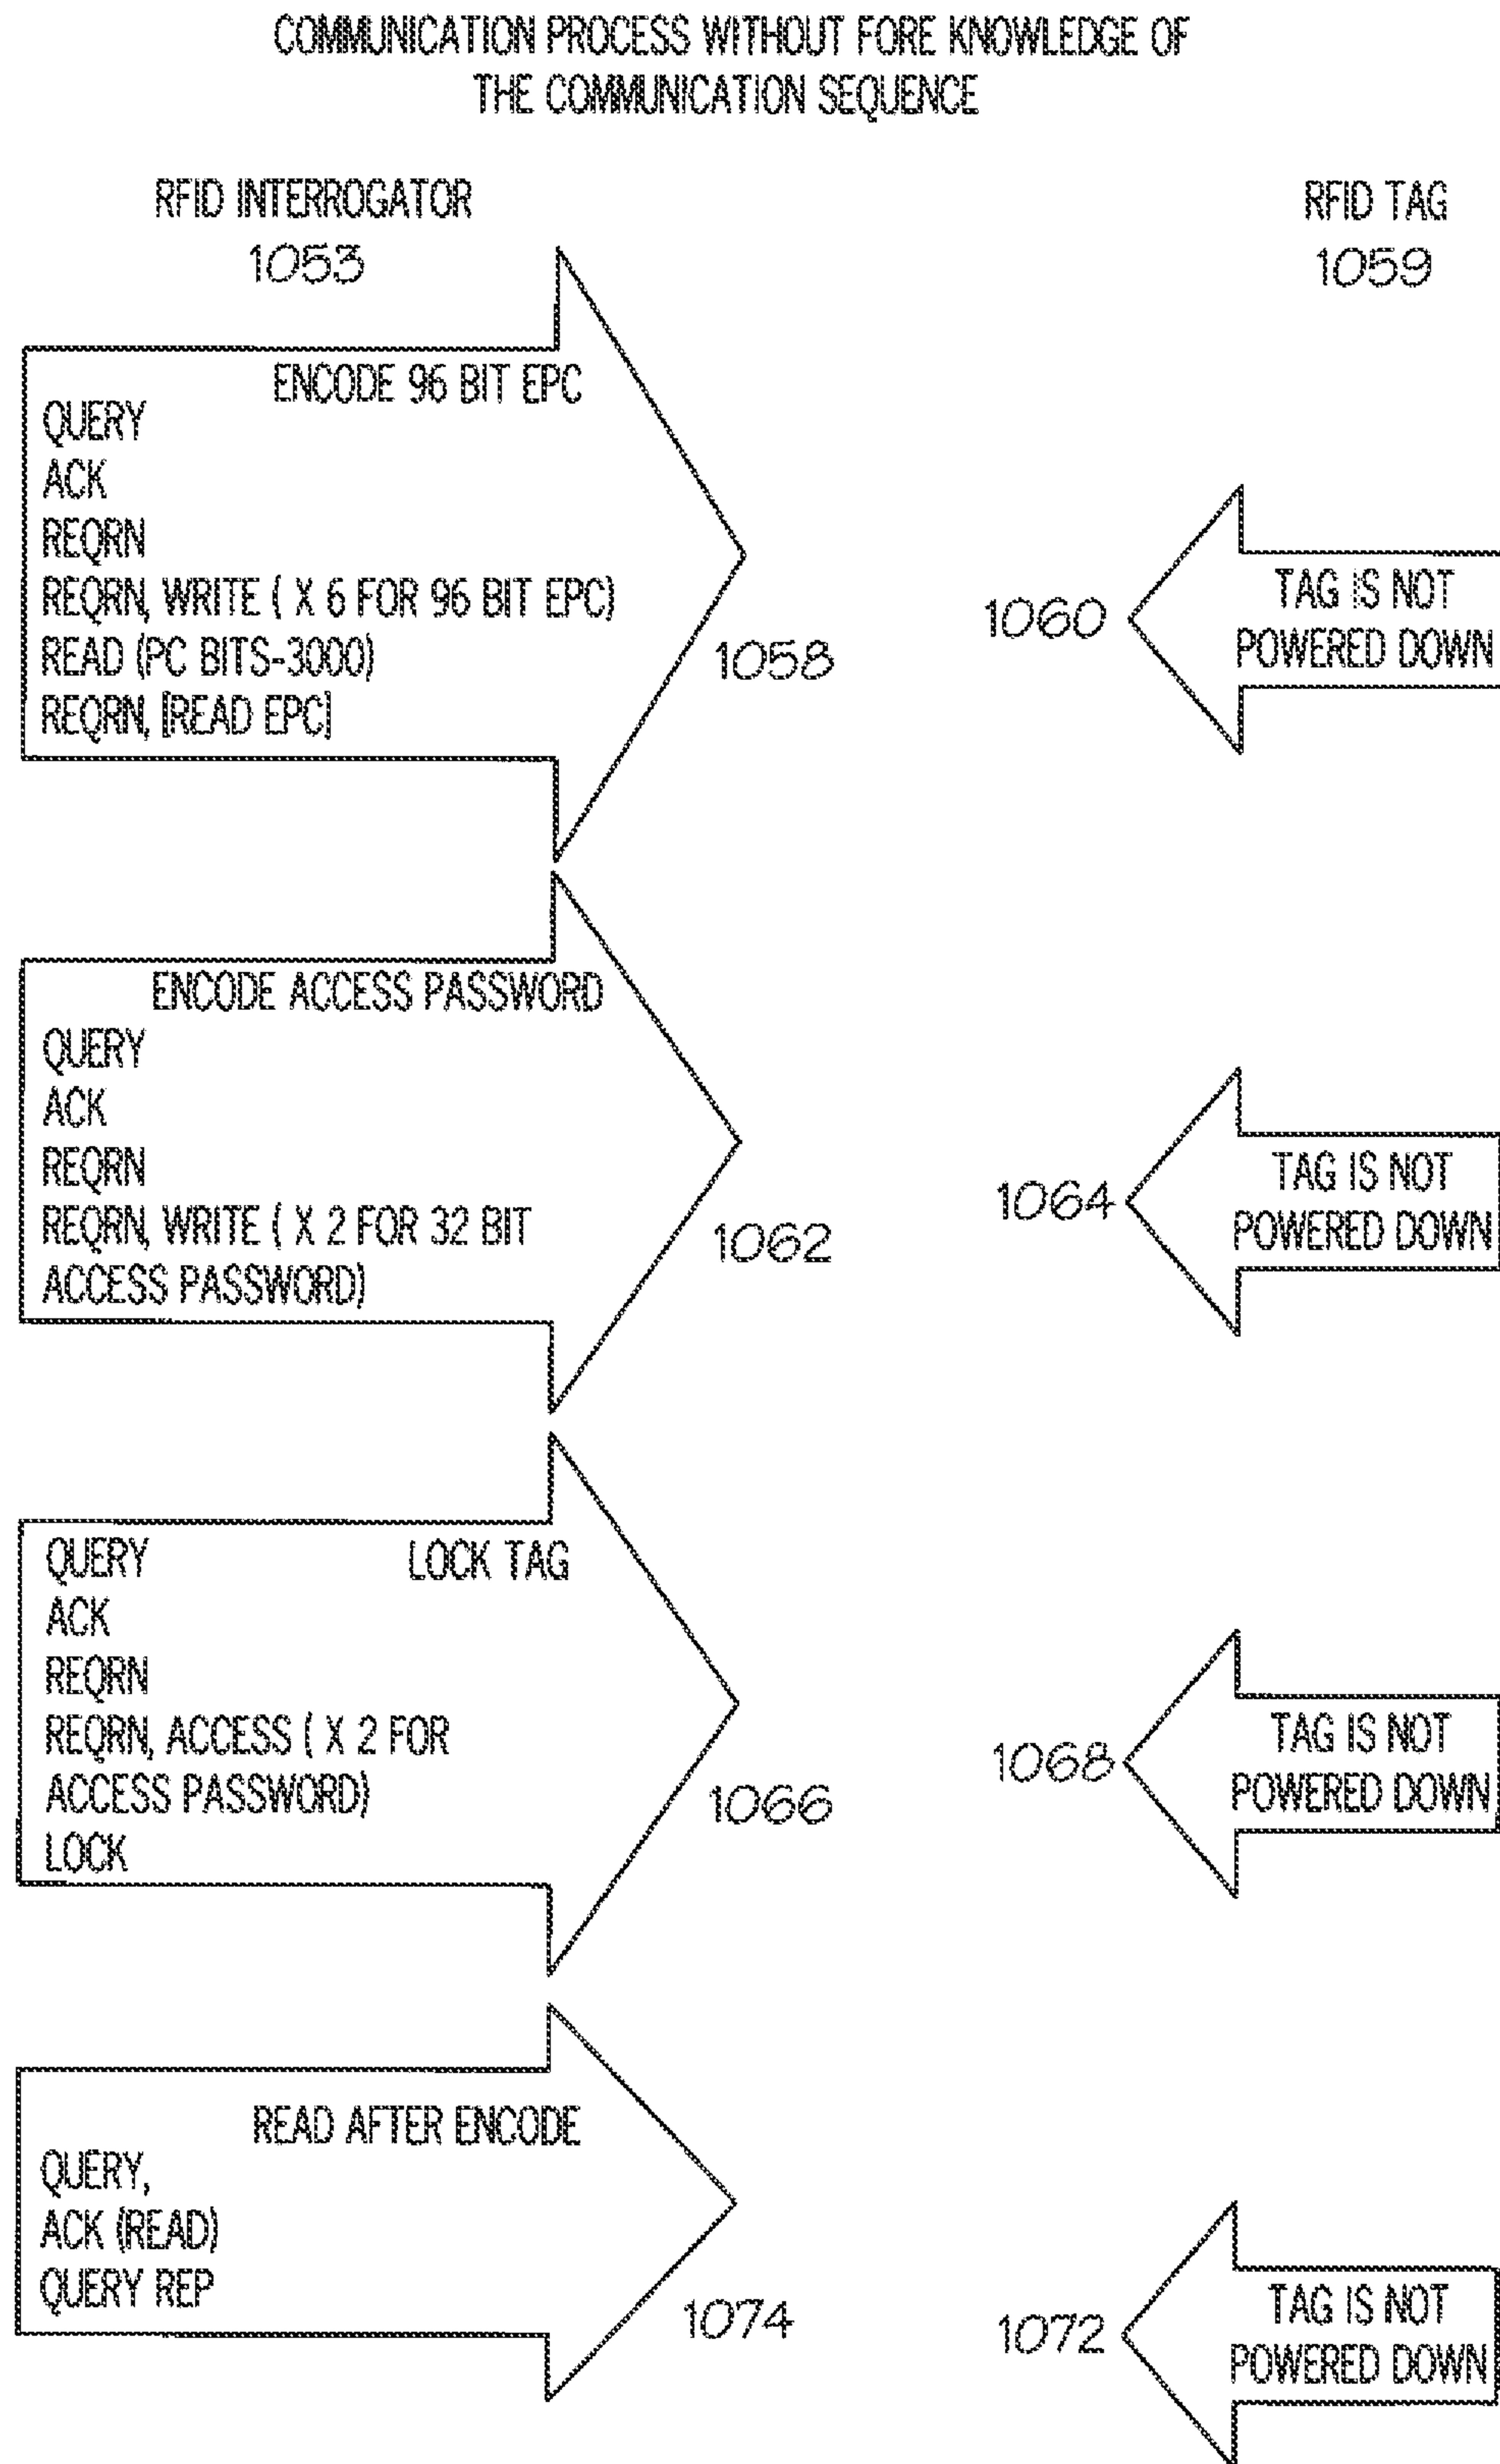 COMMUNICATION PROCESS WITHOUT FORE KNOWLEDGE OF
THE COMMUNICATION SEQUENCE
RFID INTERROGATOR
1053
RFID TAG
1059
ENCODE 96 BIT EPC
QUERY
ACK
REQRN
REQRN, WRITE ( X 6 FOR 96 BIT EPC)
READ (PC BITS-3000)
REQRN, [READ EPC]
1058
1060
TAG IS NOT
POWERED DOWN
ENCODE ACCESS PASSWORD
QUERY
ACK
REQRN
REQRN, WRITE ( X 2 FOR 32 BIT
ACCESS PASSWORD)
1062
1064
TAG IS NOT
POWERED DOWN
QUERY LOCK TAG
ACK
REQRN
REQRN, ACCESS ( X 2 FOR
ACCESS PASSWORD)
LOCK
1066
1068
TAG IS NOT
POWERED DOWN
READ AFTER ENCODE
QUERY,
ACK (READ)
QUERY REP
1074
1072
TAG IS NOT
POWERED DOWN